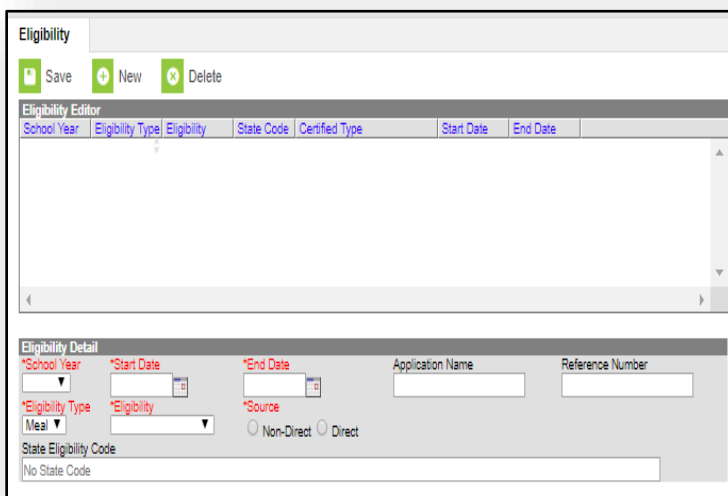 Eligibility
Save New Delete
Eligibility Editor
School Year Eligibility Type Eligibility State Code Certified Type Start Date End Date
Eligibility Detail
*School Year *Start Date *End Date Application Name Reference Number
*Eligibility Type *Eligibility *Source
Meal Non-Direct Direct
State Eligibility Code
No State Code